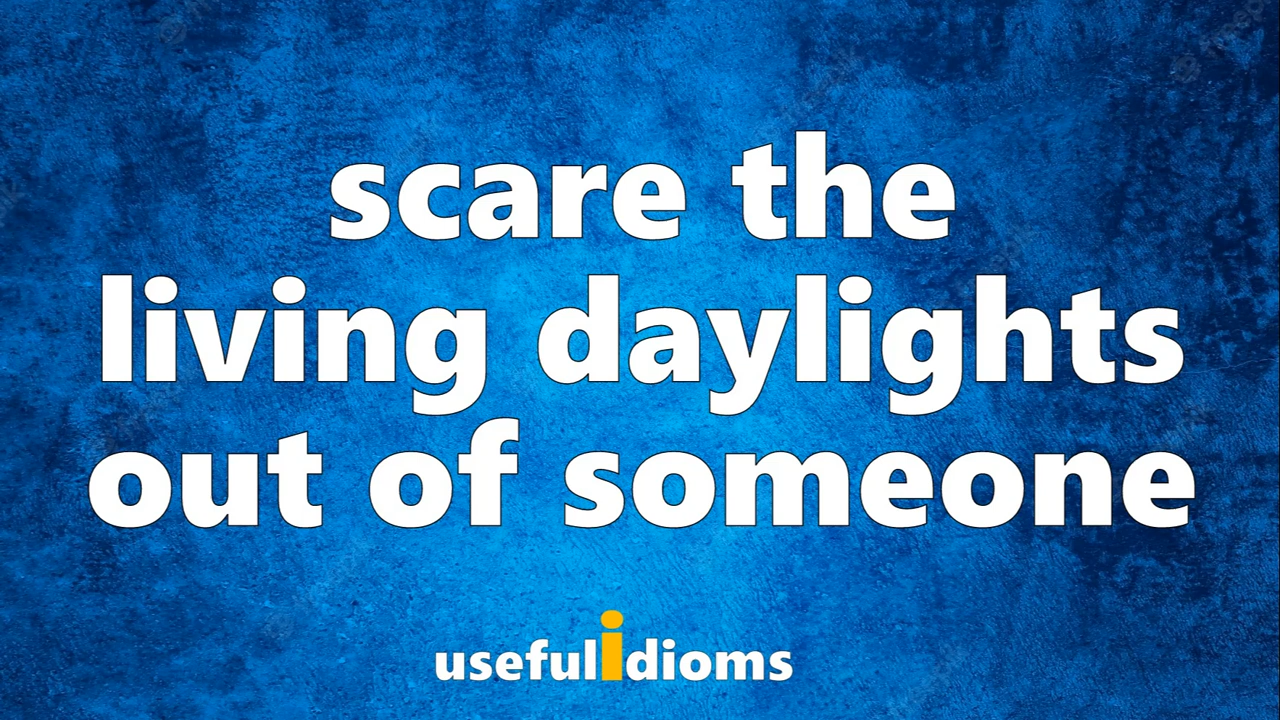 scare the
living daylights
out of someone
usefulidioms